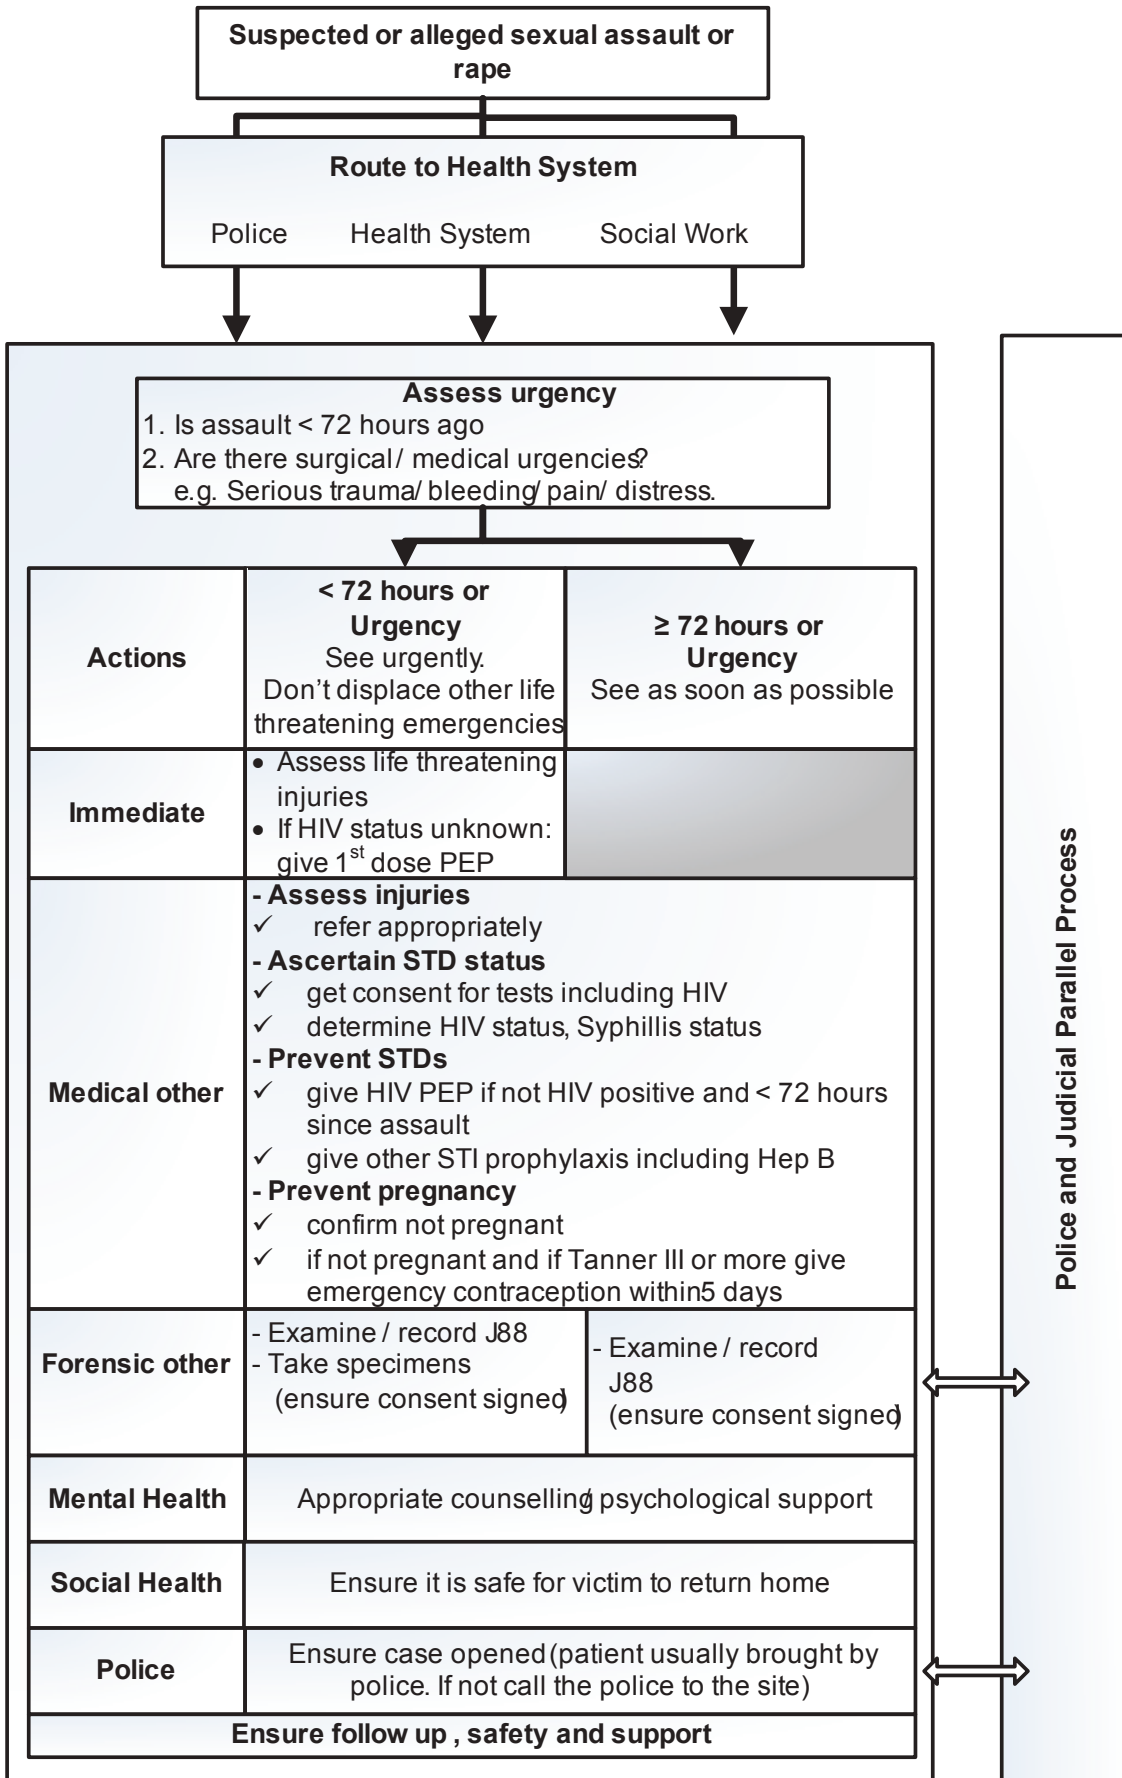 Suspected or alleged sexual assault or
rape
Route to Health System
Police Health System Social Work
Assess urgency
1. Is assault < 72 hours ago
2. Are there surgical/ medical urgencies?
e.g. Serious trauma/ bleeding/ pain/ distress.
Actions
< 72 hours or
Urgency
See urgently.
Don't displace other life
threatening emergencies
≥ 72 hours or
Urgency
See as soon as possible
Immediate
• Assess life threatening
injuries
• If HIV status unknown:
give 1st dose PEP
Medical other
- Assess injuries
✓ refer appropriately
- Ascertain STD status
✓ get consent for tests including HIV
✓ determine HIV status, Syphillis status
- Prevent STDs
✓ give HIV PEP if not HIV positive and < 72 hours
since assault
✓ give other STI prophylaxis including Hep B
- Prevent pregnancy
✓ confirm not pregnant
✓ if not pregnant and if Tanner III or more give
emergency contraception within5 days
Forensic other
- Examine / record J88
- Take specimens
(ensure consent signed)
- Examine / record
J88
(ensure consent signed)
Mental Health
Appropriate counselling/ psychological support
Social Health
Ensure it is safe for victim to return home
Police
Ensure case opened (patient usually brought by
police. If not call the police to the site)
Ensure follow up , safety and support
Police and Judicial Parallel Process